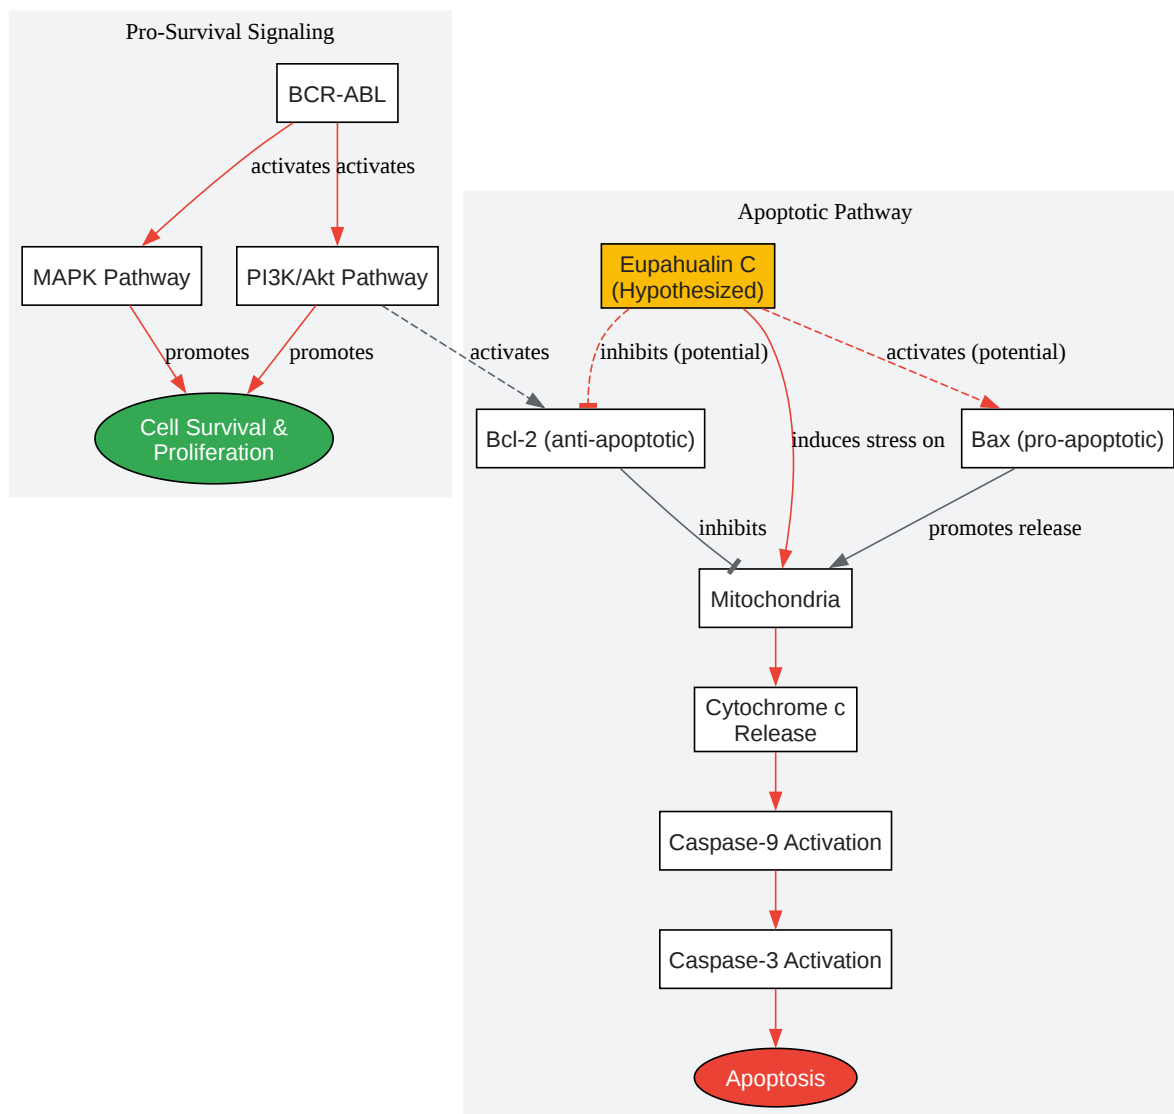 Pro-Survival Signaling
BCR-ABL
activates
activates
MAPK Pathway
PI3K/Akt Pathway
promotes
promotes
Cell Survival &
Proliferation
Apoptotic Pathway
Eupahualin C
(Hypothesized)
activates
inhibits (potential)
activates (potential)
Bcl-2 (anti-apoptotic)
induces stress on
Bax (pro-apoptotic)
inhibits
promotes release
Mitochondria
Cytochrome c
Release
Caspase-9 Activation
Caspase-3 Activation
Apoptosis